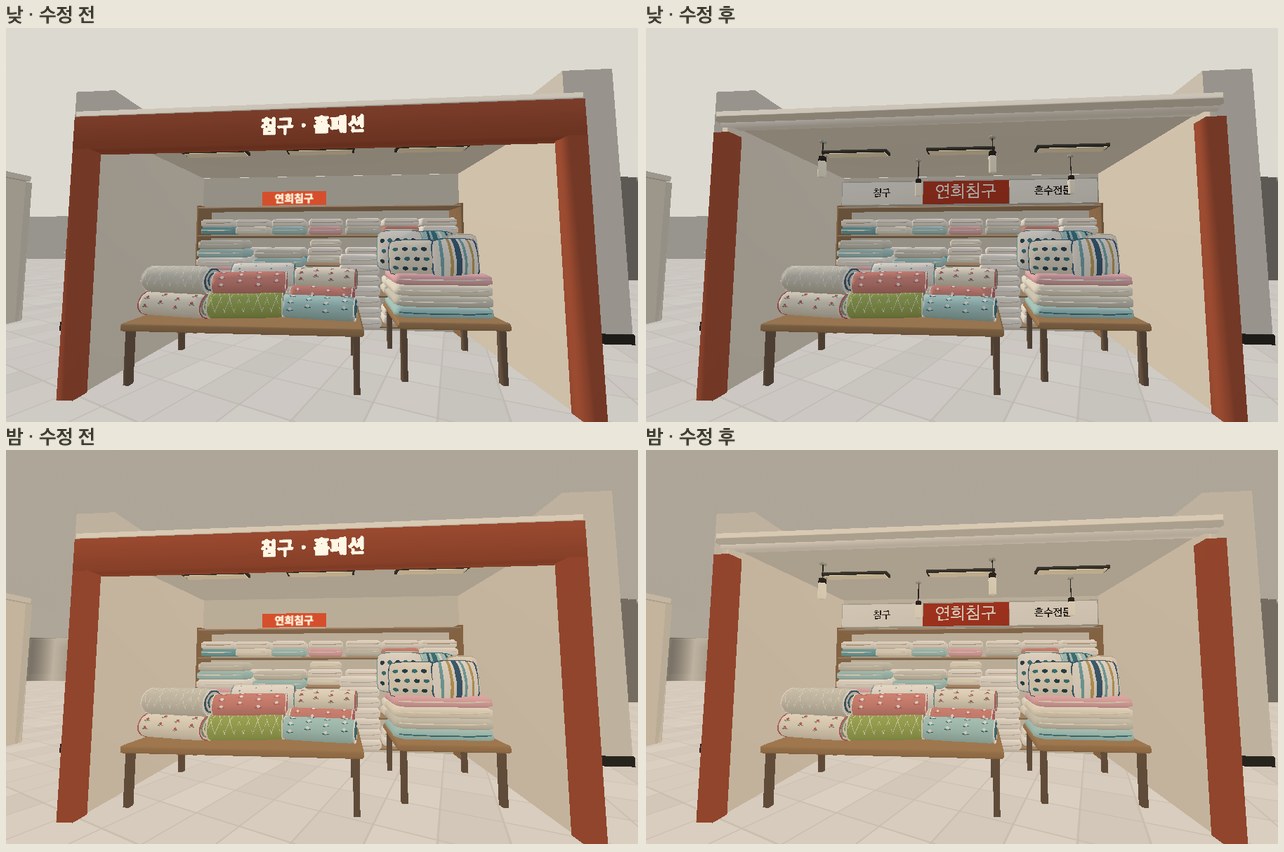 낮 · 수정 전
낮 · 수정 후
침구 · 홈패션
연희침구
침구 연희침구 혼수전문
밤 · 수정 전
밤 · 수정 후
침구 · 홈패션
연희침구
침구 연희침구 혼수전문